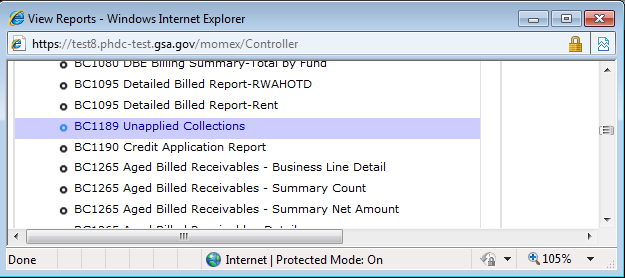 View Reports - Windows Internet Explorer
https://test8.phdc-test.gsa.gov/momex/Controller
BC1080 DBE Billing Summary-Total by Fund
BC1095 Detailed Billed Report-RWAHOTD
BC1095 Detailed Billed Report-Rent
BC1189 Unapplied Collections
BC1190 Credit Application Report
BC1265 Aged Billed Receivables - Business Line Detail
BC1265 Aged Billed Receivables - Summary Count
BC1265 Aged Billed Receivables - Summary Net Amount
Done
Internet | Protected Mode: On
105%